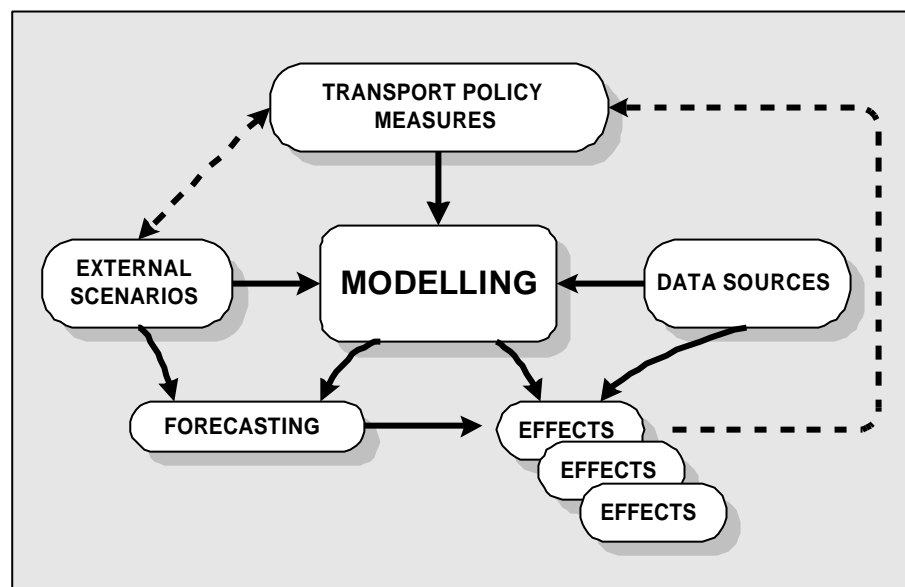 TRANSPORT POLICY
MEASURES
EXTERNAL
SCENARIOS
MODELLING
DATA SOURCES
FORECASTING
EFFECTS
EFFECTS
EFFECTS